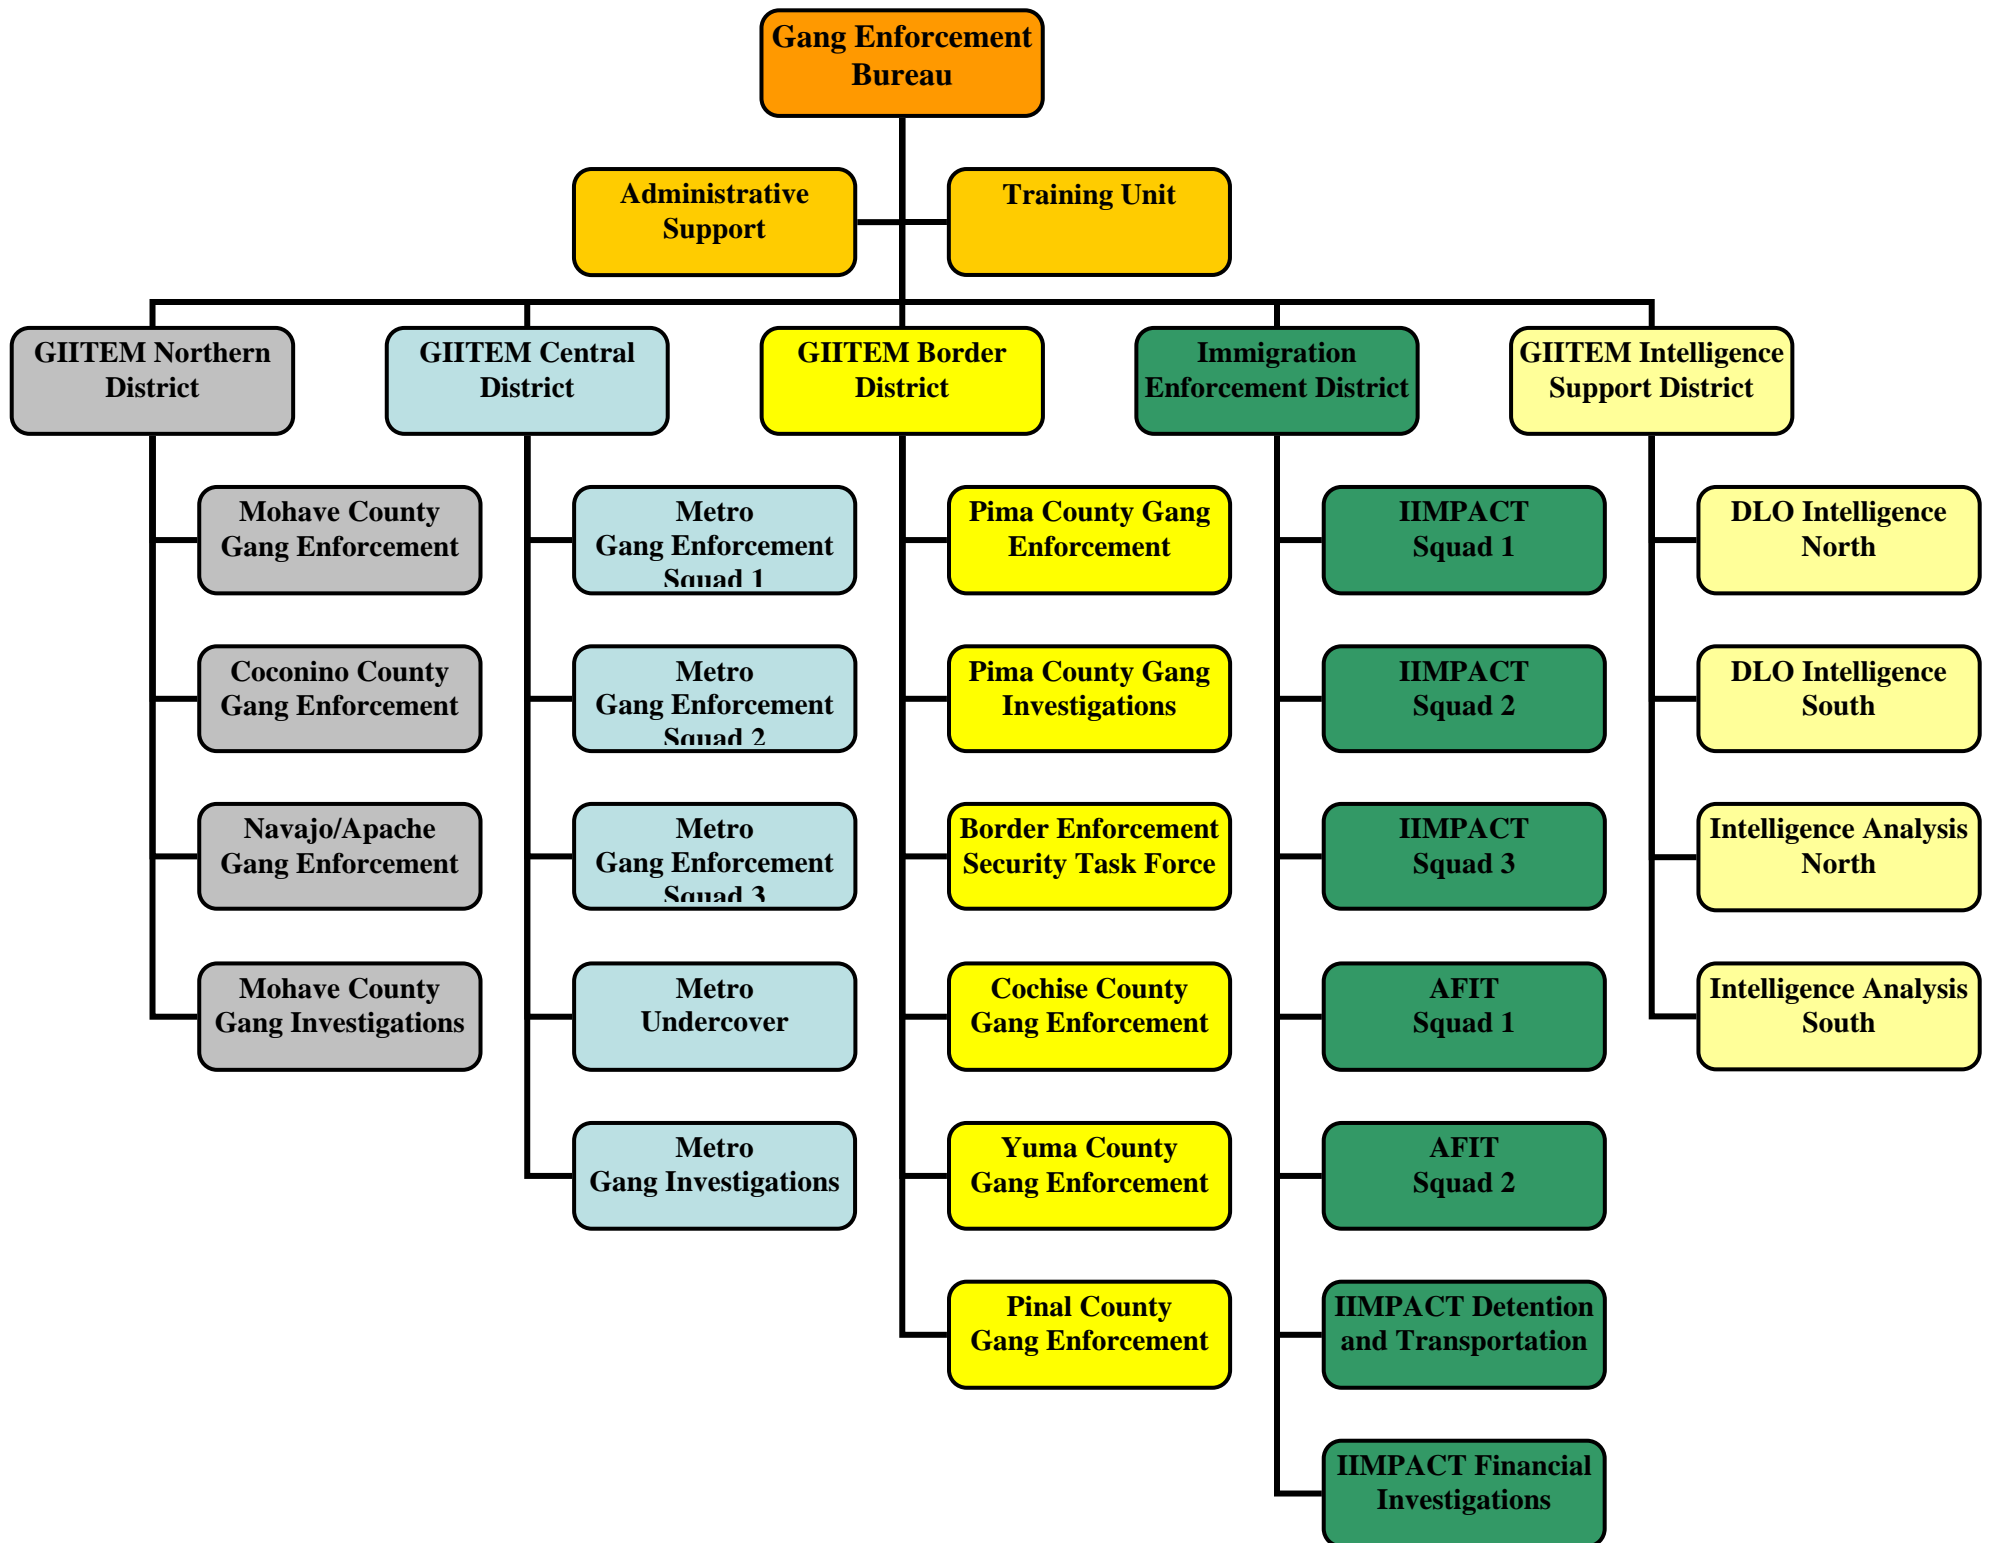 Gang Enforcement
Bureau
Administrative
Support
Training Unit
GIITEM Northern
District
GIITEM Central
District
GIITEM Border
District
Immigration
Enforcement District
GIITEM Intelligence
Support District
Mohave County
Gang Enforcement
Metro
Gang Enforcement
Squad 1
Pima County Gang
Enforcement
IIMPACT
Squad 1
DLO Intelligence
North
Coconino County
Gang Enforcement
Metro
Gang Enforcement
Squad 2
Pima County Gang
Investigations
IIMPACT
Squad 2
DLO Intelligence
South
Navajo/Apache
Gang Enforcement
Metro
Gang Enforcement
Squad 3
Border Enforcement
Security Task Force
IIMPACT
Squad 3
Intelligence Analysis
North
Mohave County
Gang Investigations
Metro
Undercover
Cochise County
Gang Enforcement
AFIT
Squad 1
Intelligence Analysis
South
Metro
Gang Investigations
Yuma County
Gang Enforcement
AFIT
Squad 2
Pinal County
Gang Enforcement
IIMPACT Detention
and Transportation
IIMPACT Financial
Investigations